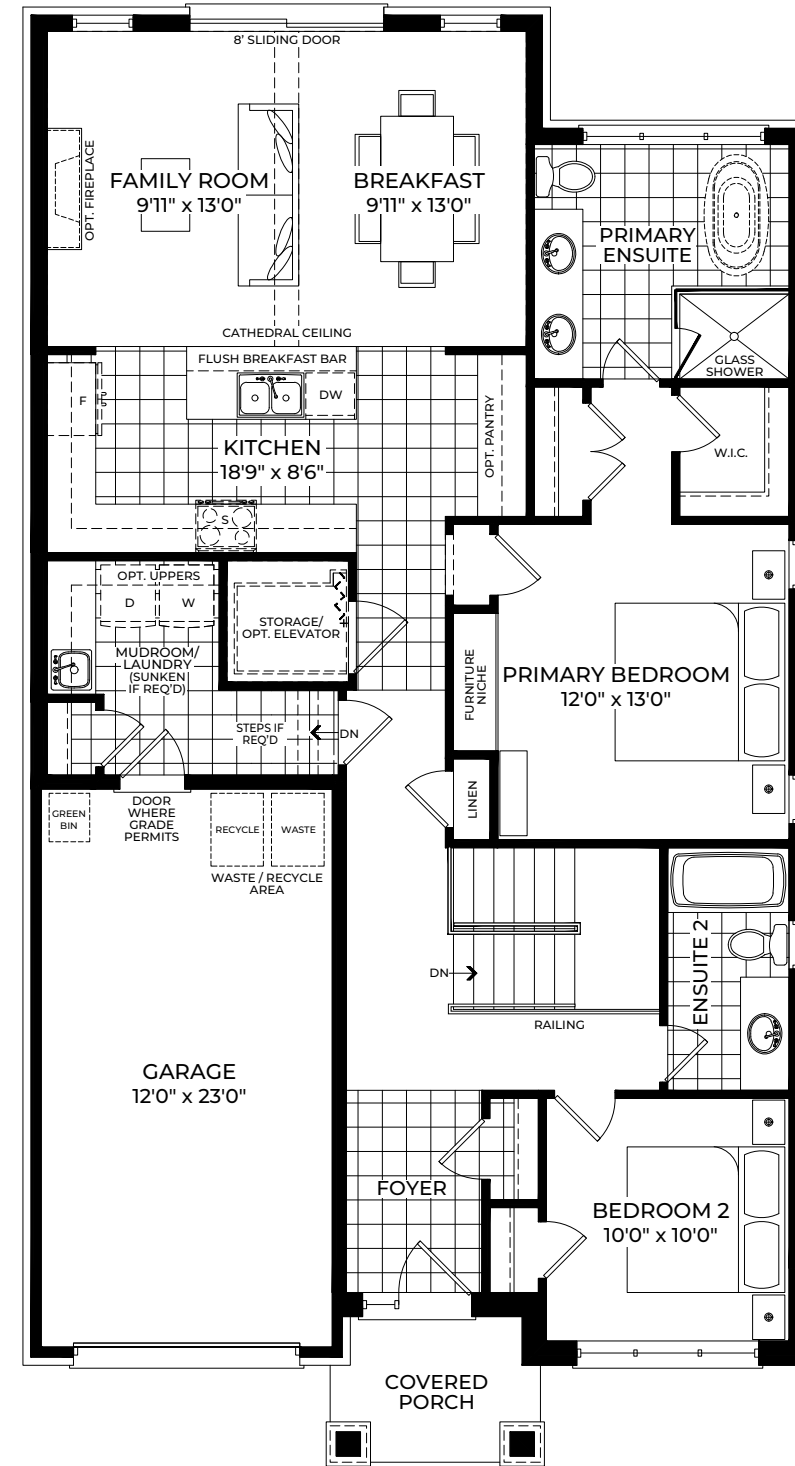 8' SLIDING DOOR
OPT. FIREPLACE
FAMILY ROOM
9'11" x 13'0"
BREAKFAST
9'11" x 13'0"
PRIMARY
ENSUITE
CATHEDRAL CEILING
FLUSH BREAKFAST BAR
DW
F
GLASS
SHOWER
KITCHEN
18'9" x 8'6"
OPT. PANTRY
W.I.C.
S
OPT. UPPERS
D
W
STORAGE/
OPT. ELEVATOR
MUDROOM/
LAUNDRY
(SUNKEN
IF REQ'D)
FURNITURE
NICHE
PRIMARY BEDROOM
12'0" x 13'0"
STEPS IF
REQ'D
DN
LINEN
GREEN
BIN
DOOR
WHERE
GRADE
PERMITS
RECYCLE
WASTE
WASTE / RECYCLE
AREA
DN
ENSUITE 2
RAILING
GARAGE
12'0" x 23'0"
FOYER
BEDROOM 2
10'0" x 10'0"
COVERED
PORCH